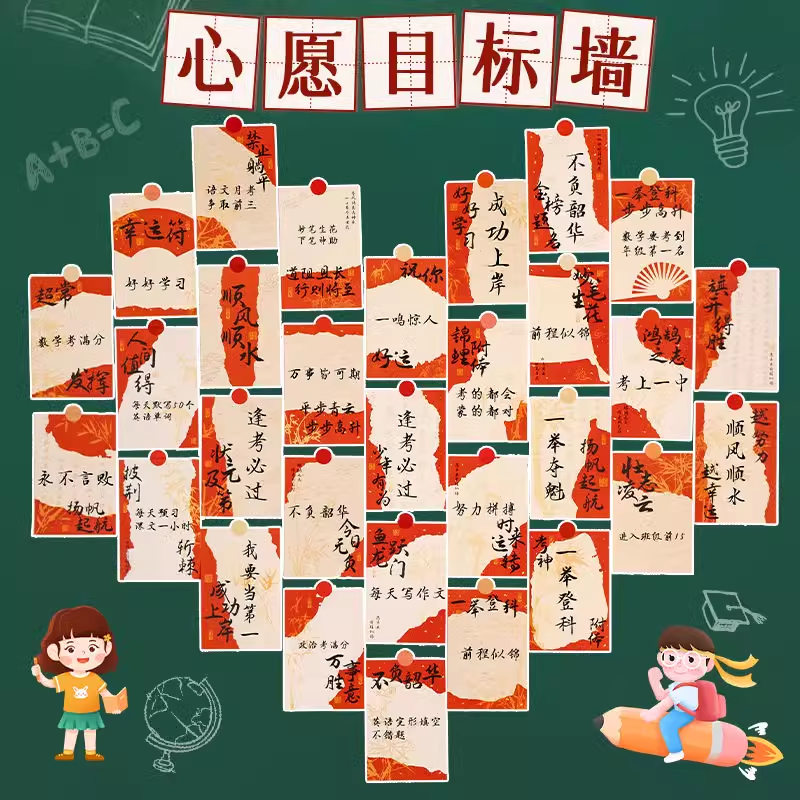 心愿目标墙
A+B=C
禁止躺平
语文月考
争取前三
不负韶华
金榜题名
幸运符
好好学习
妙笔生花
下笔神助
道阻且长
行则将至
好好学习
成功上岸
一举登科
步步高升
数学要考到
年级第一名
超常
数学考满分
发挥
顺风顺水
祝你
一鸣惊人
好运
妙笔生花
前程似锦
旗开得胜
人间值得
每天默写50个
英语单词
万事皆可期
平步青云
步步高升
锦鲤附体
考的都会
蒙的都对
鸿鹄之志
考上一中
永不言败
扬帆起航
逢考必过
状元及第
逢考必过
少年有为
一举夺魁
扬帆起航
越努力越幸运
顺风顺水
披荆
每天预习
课文一小时
斩棘
不负韶华
努力拼搏
时来运转
壮志凌云
进入班级前15
我要当第一
成功上岸
鱼龙跃门
每天写作文
考神附体
一举登科
政治考满分
万事胜意
一举登科
前程似锦
不负韶华
英语完形填空
不错题